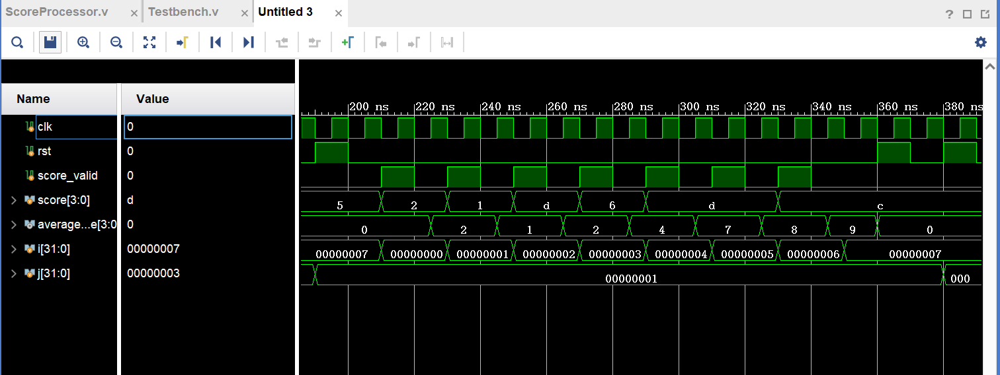 ScoreProcessor.v × Testbench.v × Untitled 3 × ?
Name Value
200 ns 220 ns 240 ns 260 ns 280 ns 300 ns 320 ns 340 ns 360 ns 380 ns
clk 0
rst 0
score_valid 0
score[3:0] d 5 2 1 d 6 d c
average...e[3:0 0 0 2 1 2 4 7 8 9 0
i[31:0] 00000007 00000007 00000000 00000001 00000002 00000003 00000004 00000005 00000006 00000007
j[31:0] 00000003 00000001 000